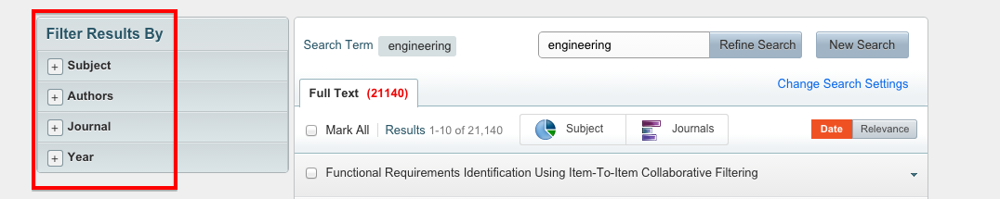 Filter Results By
+ Subject
+ Authors
+ Journal
+ Year
Search Term engineering
engineering Refine Search New Search
Change Search Settings
Full Text (21140)
Mark All Results 1-10 of 21,140 Subject Journals Date Relevance
Functional Requirements Identification Using Item-To-Item Collaborative Filtering